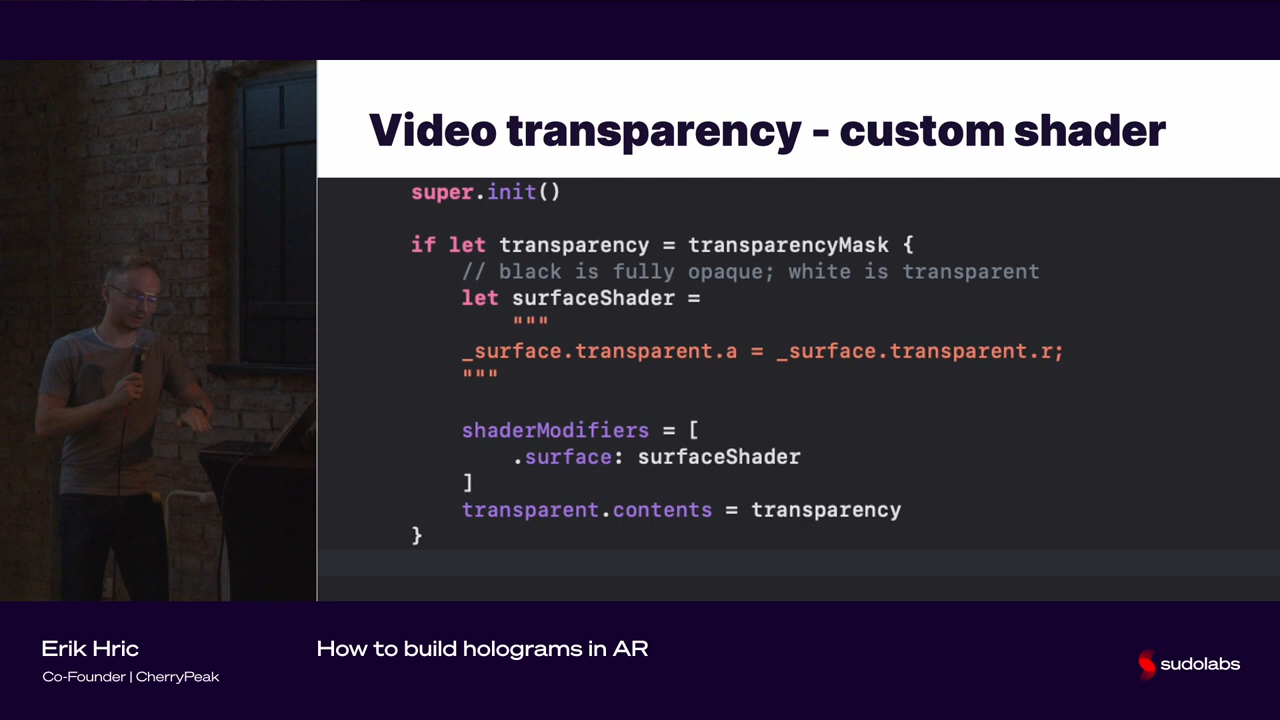 Video transparency - custom shader
super.init()
if let transparency = transparencyMask {
// black is fully opaque; white is transparent
let surfaceShader =
"""
_surface.transparent.a = _surface.transparent.r;
"""
shaderModifiers = [
.surface: surfaceShader
]
transparent.contents = transparency
}
Erik Hric
Co-Founder | CherryPeak
How to build holograms in AR
sudolabs